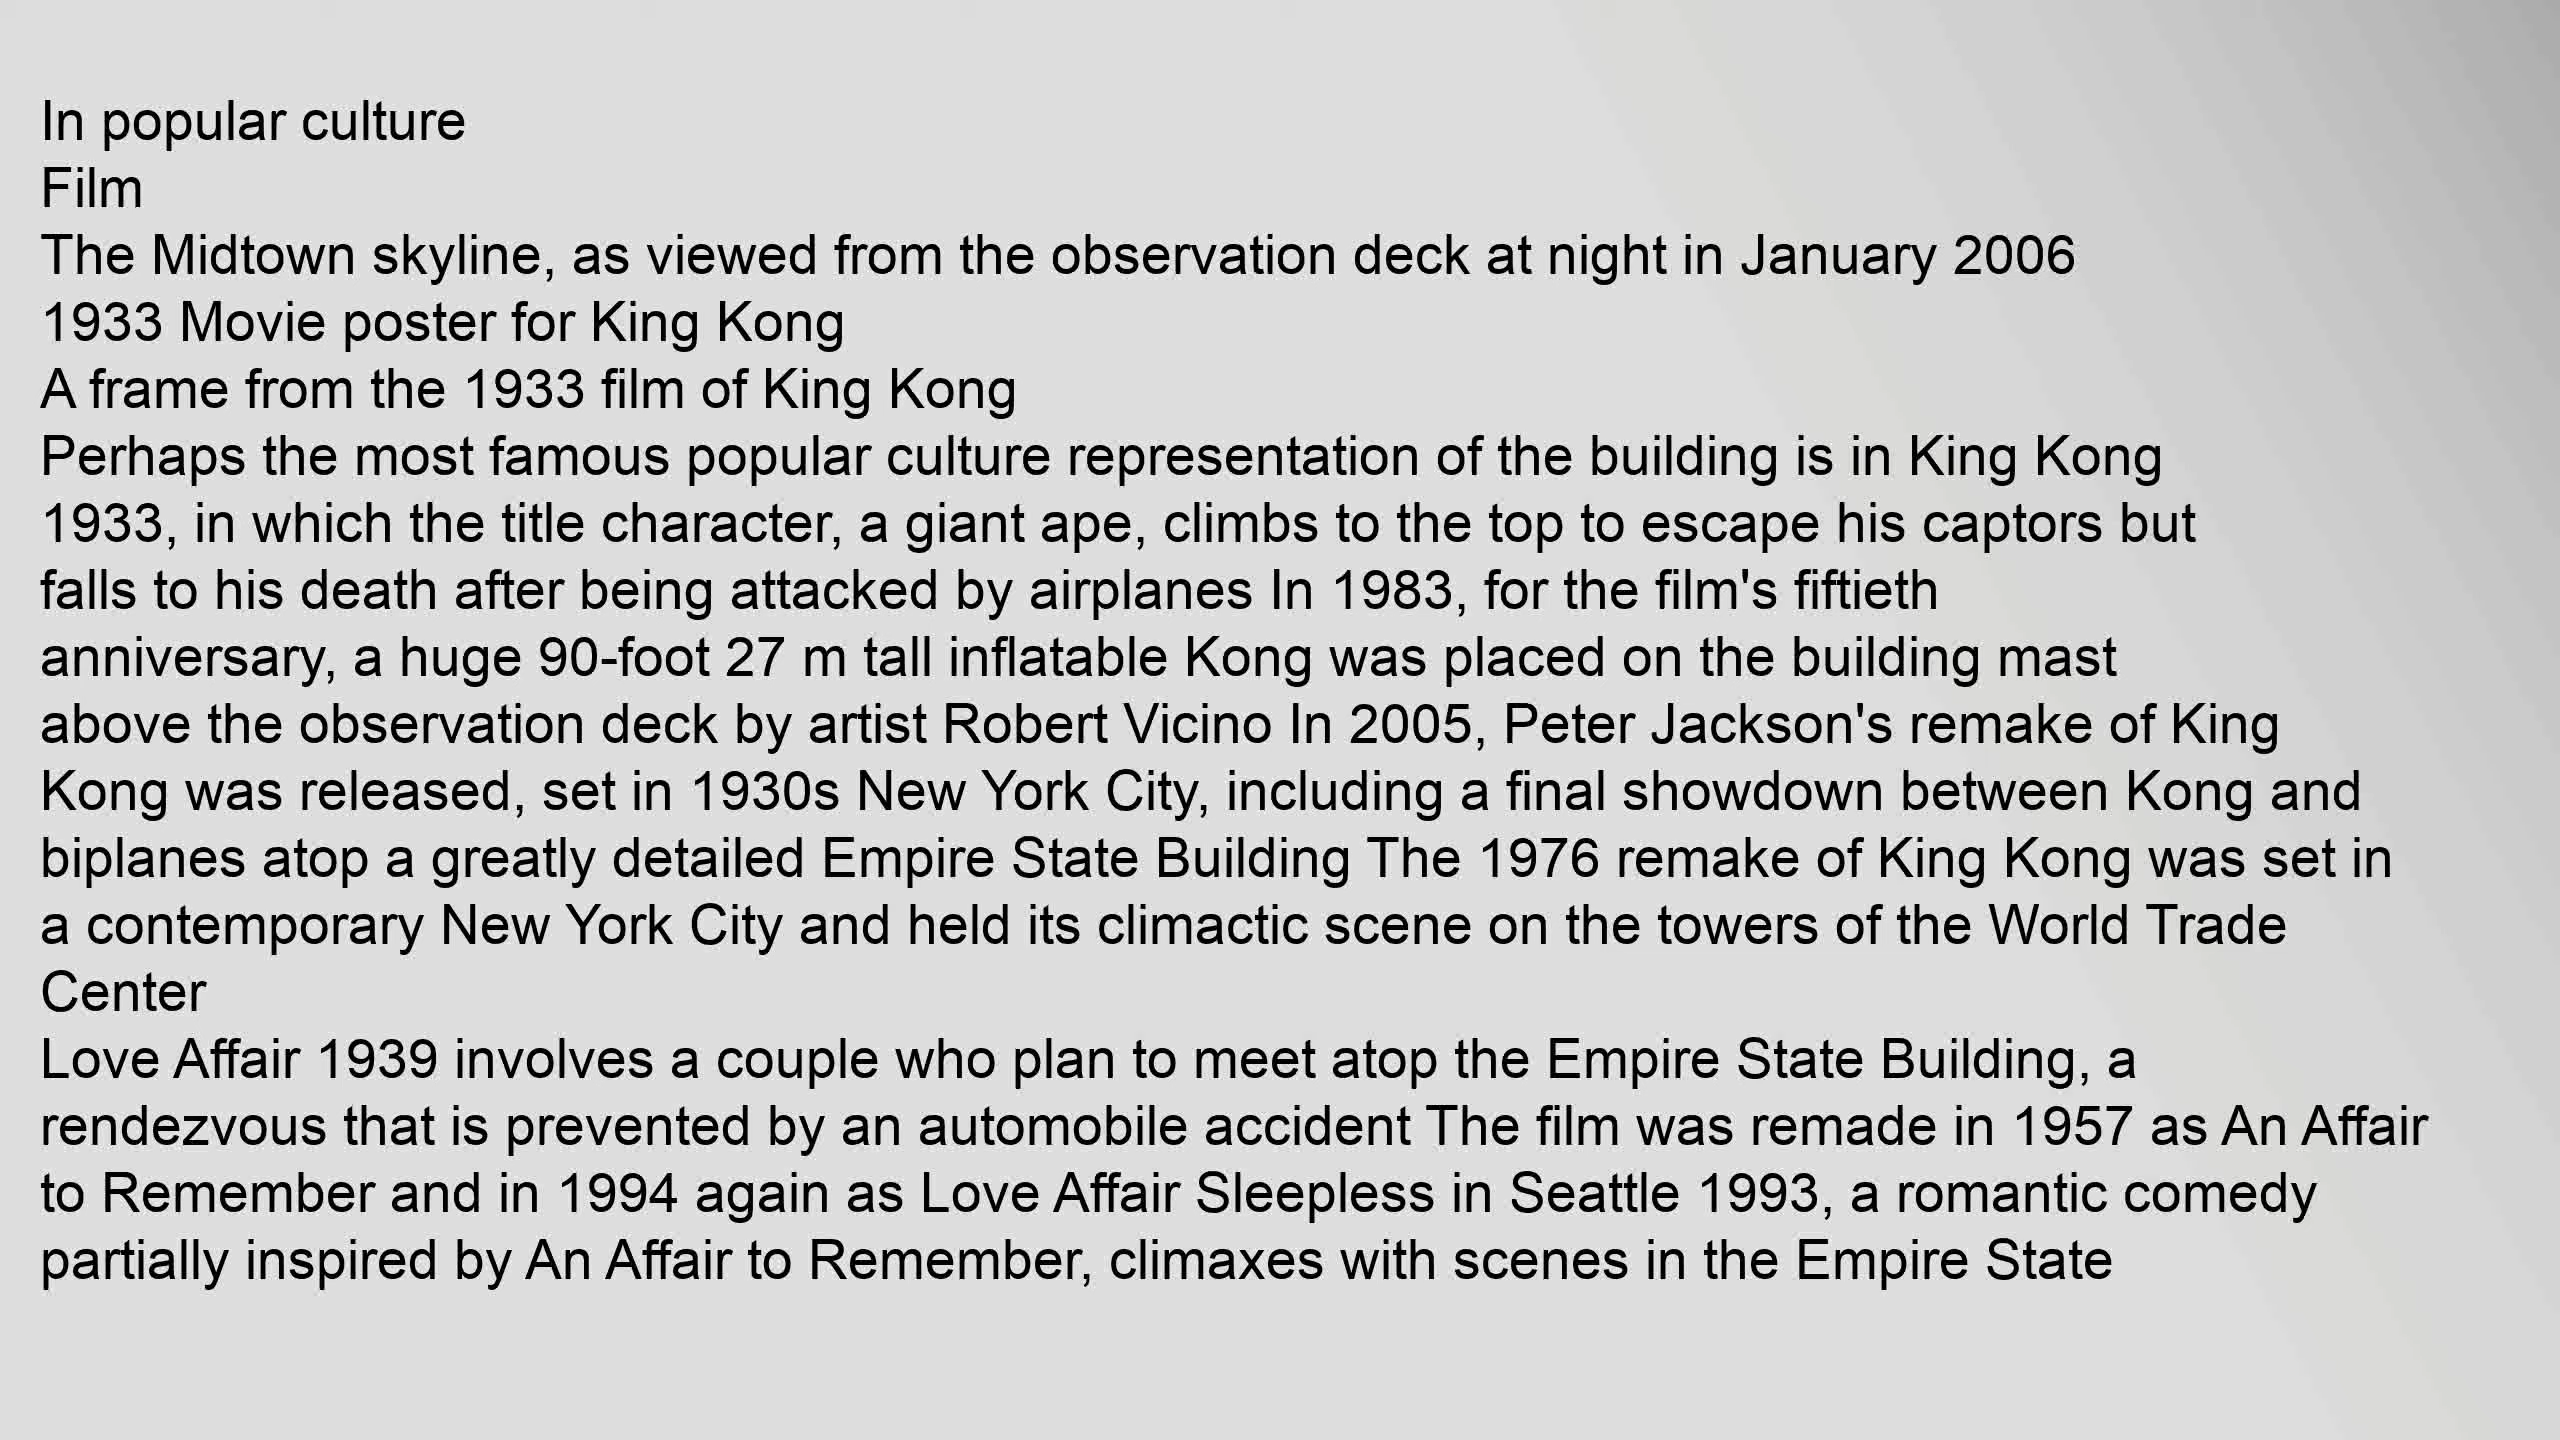 In popular culture
Film
The Midtown skyline, as viewed from the observation deck at night in January 2006
1933 Movie poster for King Kong
A frame from the 1933 film of King Kong
Perhaps the most famous popular culture representation of the building is in King Kong
1933, in which the title character, a giant ape, climbs to the top to escape his captors but
falls to his death after being attacked by airplanes In 1983, for the film's fiftieth
anniversary, a huge 90-foot 27 m tall inflatable Kong was placed on the building mast
above the observation deck by artist Robert Vicino In 2005, Peter Jackson's remake of King
Kong was released, set in 1930s New York City, including a final showdown between Kong and
biplanes atop a greatly detailed Empire State Building The 1976 remake of King Kong was set in
a contemporary New York City and held its climactic scene on the towers of the World Trade
Center
Love Affair 1939 involves a couple who plan to meet atop the Empire State Building, a
rendezvous that is prevented by an automobile accident The film was remade in 1957 as An Affair
to Remember and in 1994 again as Love Affair Sleepless in Seattle 1993, a romantic comedy
partially inspired by An Affair to Remember, climaxes with scenes in the Empire State